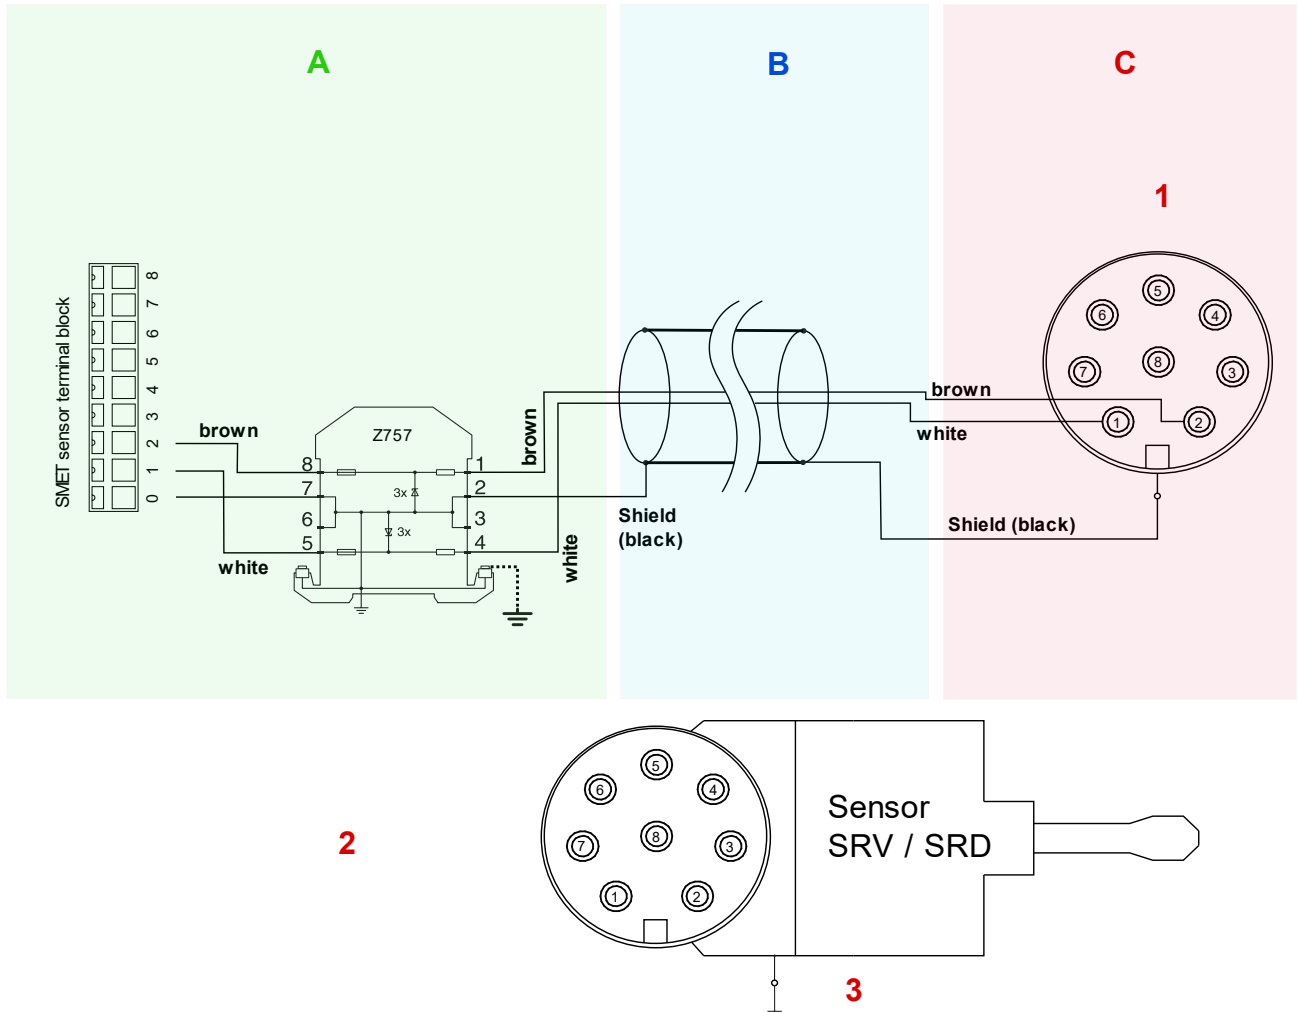 A
B
C
1
SMET sensor terminal block
8
7
6
5
4
3
2
1
0
brown
white
Z757
8
7
6
5
1
2
3
4
3x
3x
brown
white
Shield
(black)
brown
white
Shield (black)
5
6
4
8
7
3
1
2
2
5
6
4
8
7
3
1
2
Sensor
SRV / SRD
3